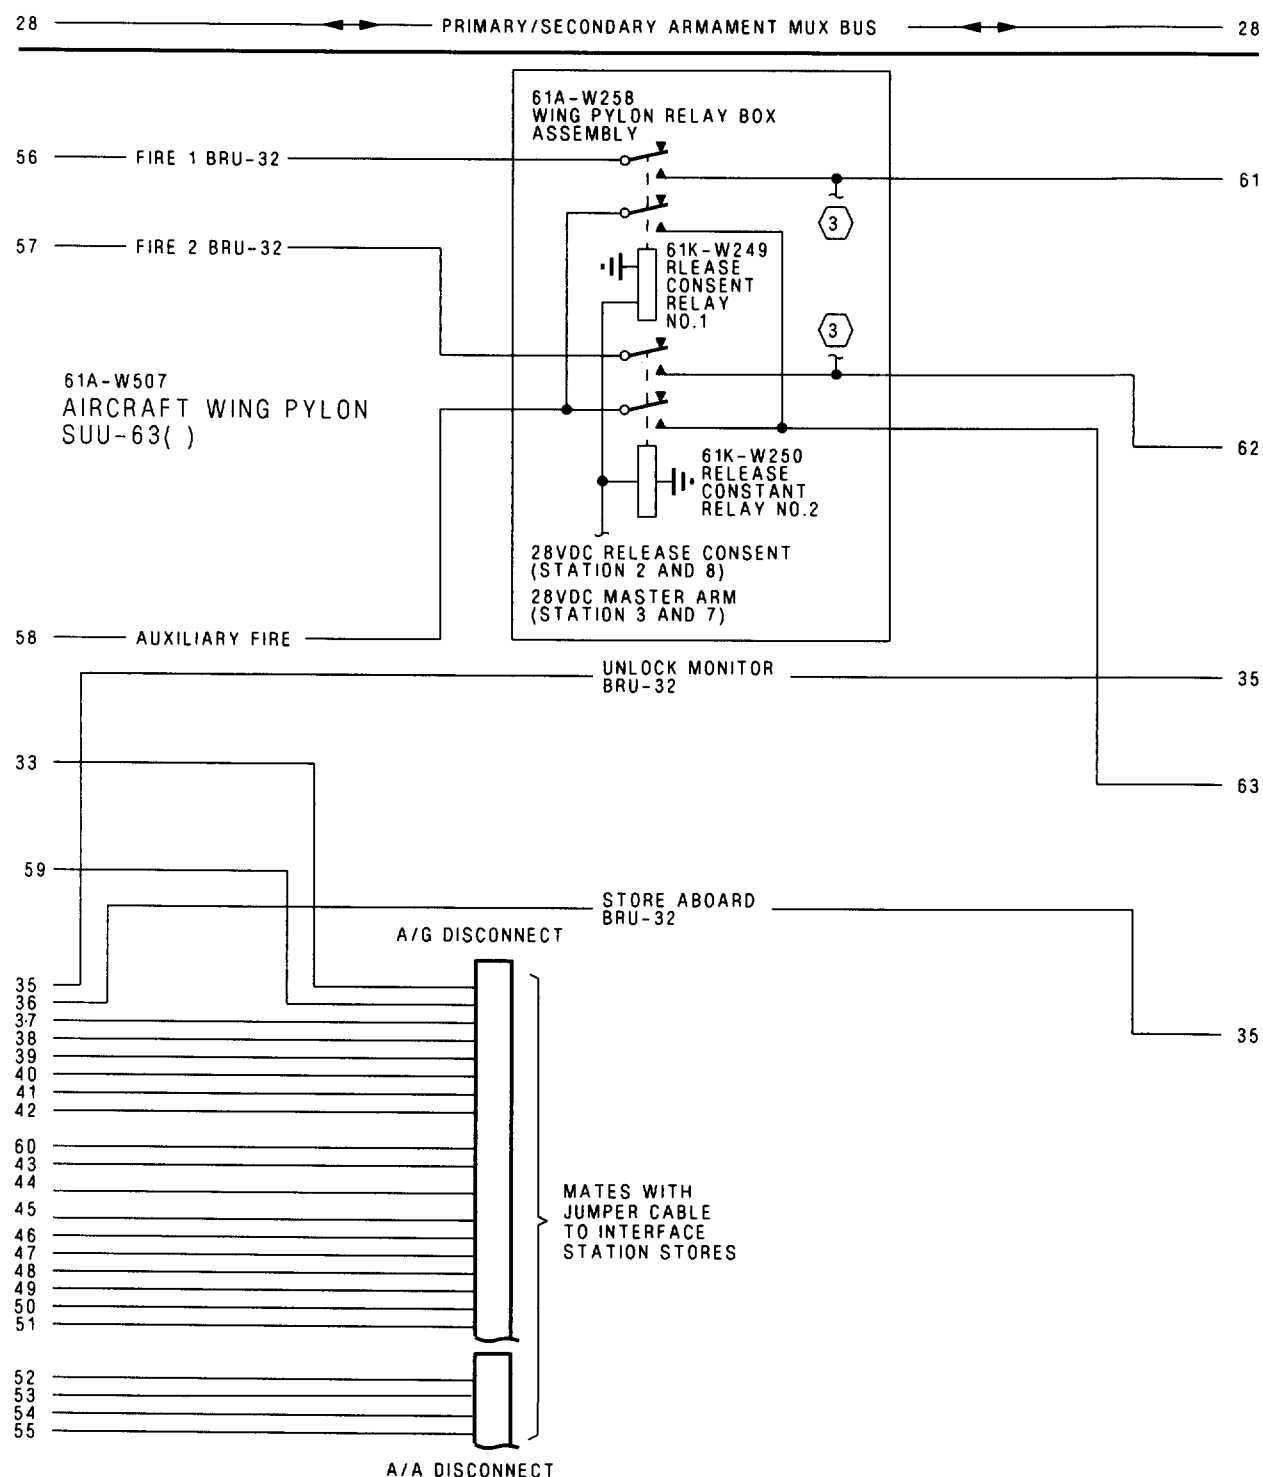 28 PRIMARY/SECONDARY ARMAMENT MUX BUS 28
61A-W258
WING PYLON RELAY BOX
ASSEMBLY
56 FIRE 1 BRU-32
61
3
57 FIRE 2 BRU-32
61K-W249
RLEASE
CONSENT
RELAY
NO.1
3
61A-W507
AIRCRAFT WING PYLON
SUU-63( )
62
61K-W250
RELEASE
CONSTANT
RELAY NO.2
28VDC RELEASE CONSENT
(STATION 2 AND 8)
28VDC MASTER ARM
(STATION 3 AND 7)
58 AUXILIARY FIRE
UNLOCK MONITOR
BRU-32
35
33
63
59
STORE ABOARD
BRU-32
A/G DISCONNECT
35
36
37
38
39
40
41
42
35
60
43
44
45
46
47
48
49
50
51
MATES WITH
JUMPER CABLE
TO INTERFACE
STATION STORES
52
53
54
55
A/A DISCONNECT